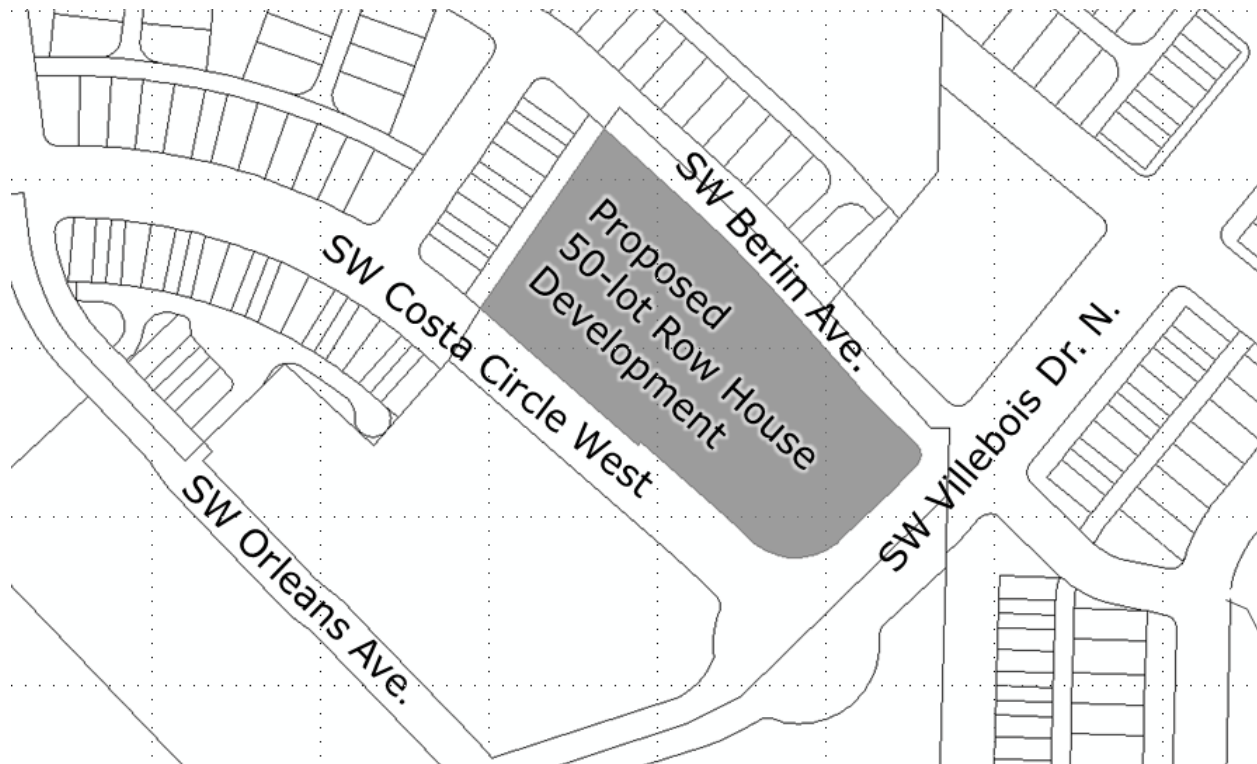 SW Berlin Ave.
Proposed
50-lot Row House
Development
SW Costa Circle West
SW Villebois Dr. N.
SW Orleans Ave.